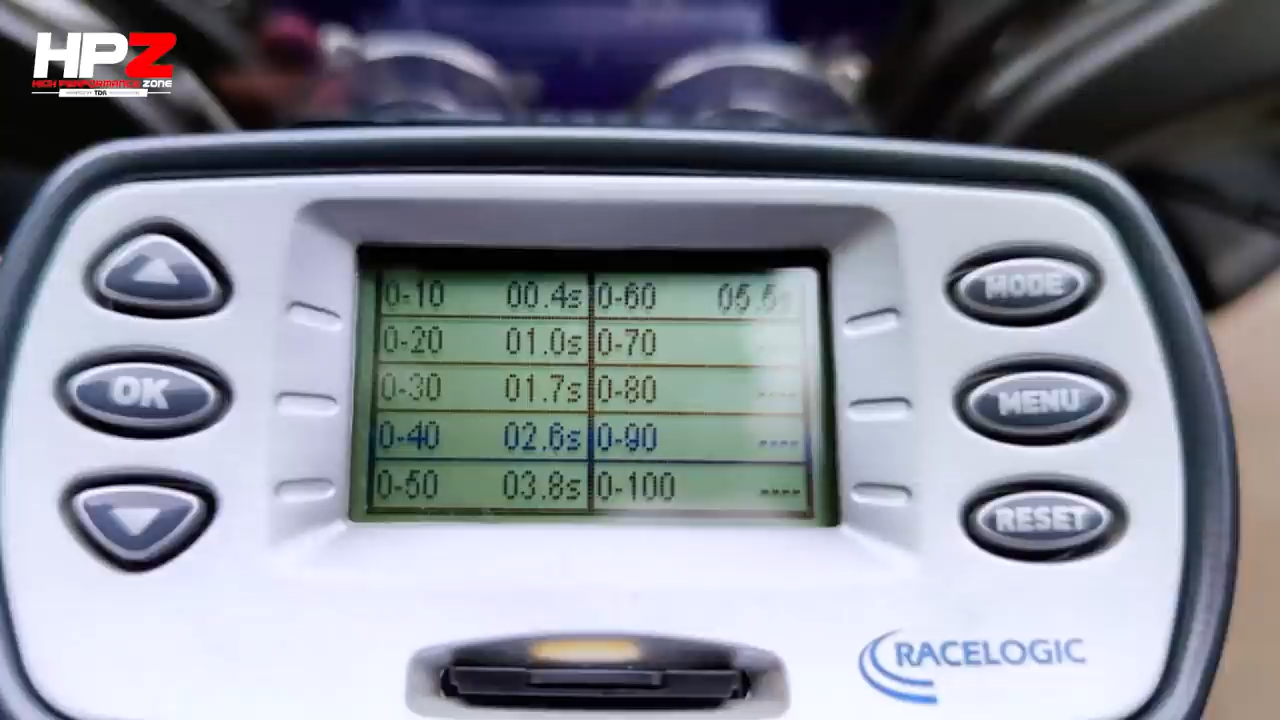 HPZ
HIGH PERFORMANCE ZONE
TDA
0-10 00.4s 0-60 05.5s
0-20 01.0s 0-70
0-30 01.7s 0-80 ----
0-40 02.6s 0-90 ----
0-50 03.8s 0-100 ----
OK
MODE
MENU
RESET
RACELOGIC